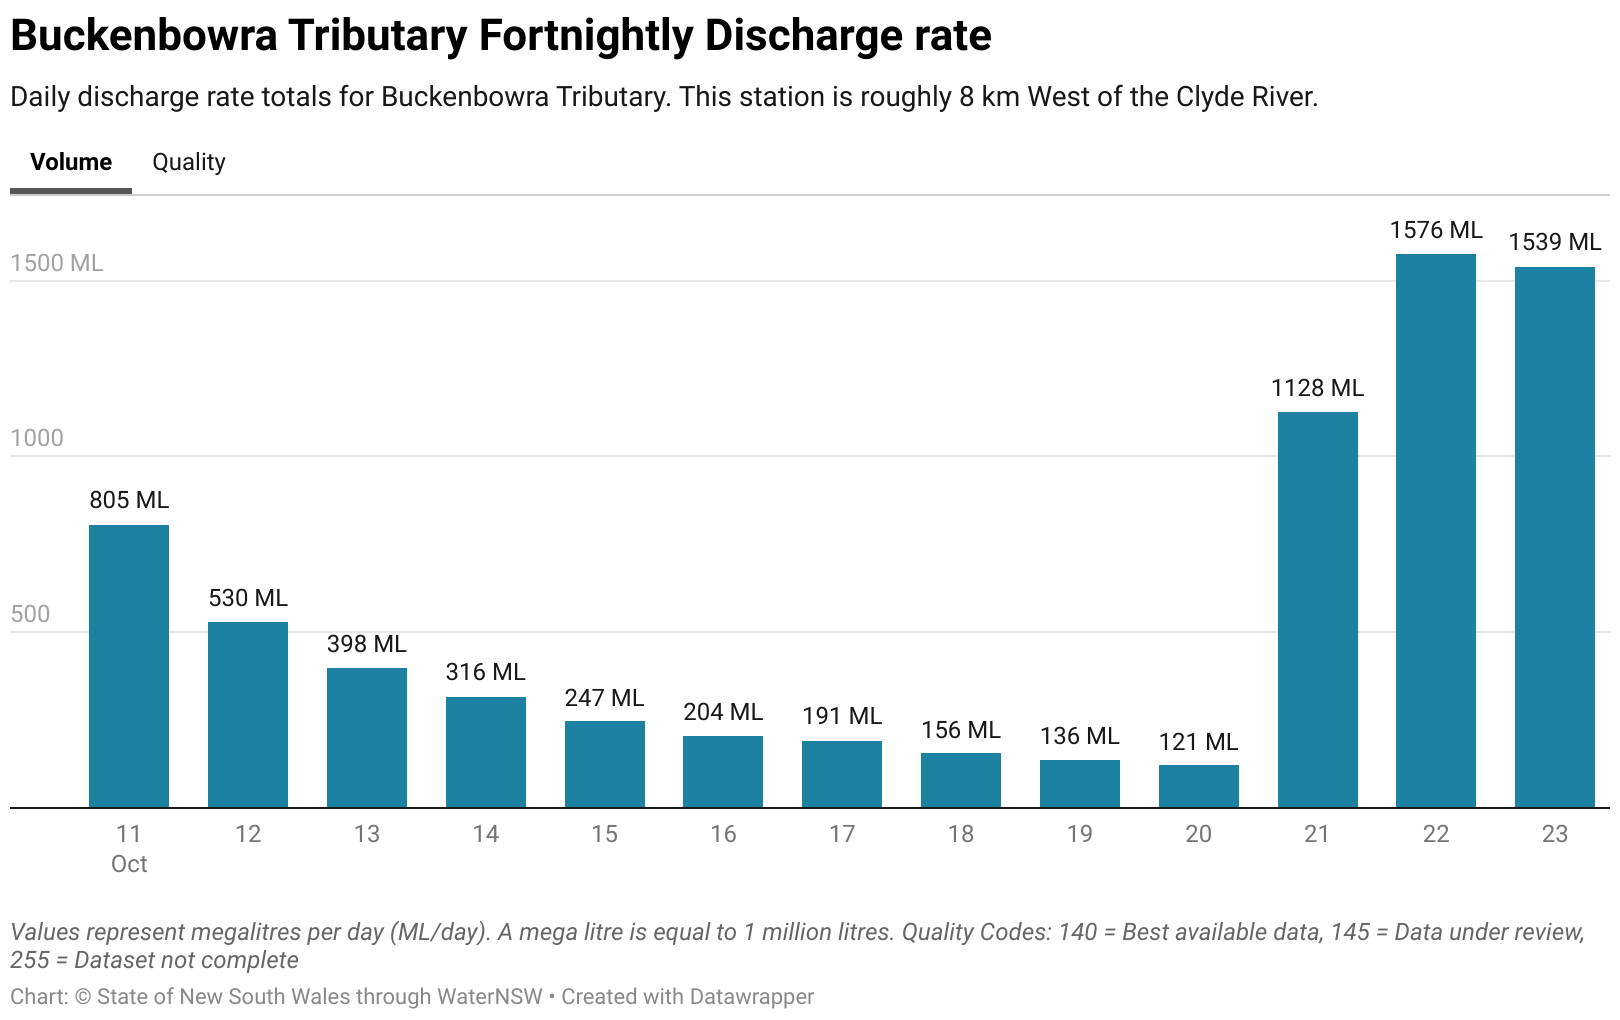 Buckenbowra Tributary Fortnightly Discharge rate
Daily discharge rate totals for Buckenbowra Tributary. This station is roughly 8 km West of the Clyde River.
Volume Quality
1576 ML
1539 ML
1500 ML
1128 ML
1000
805 ML
530 ML
500
398 ML
316 ML
247 ML
204 ML
191 ML
156 ML
136 ML
121 ML
11 12 13 14 15 16 17 18 19 20 21 22 23
Oct
Values represent megalitres per day (ML/day). A mega litre is equal to 1 million litres. Quality Codes: 140 = Best available data, 145 = Data under review,
255 = Dataset not complete
Chart: © State of New South Wales through WaterNSW • Created with Datawrapper